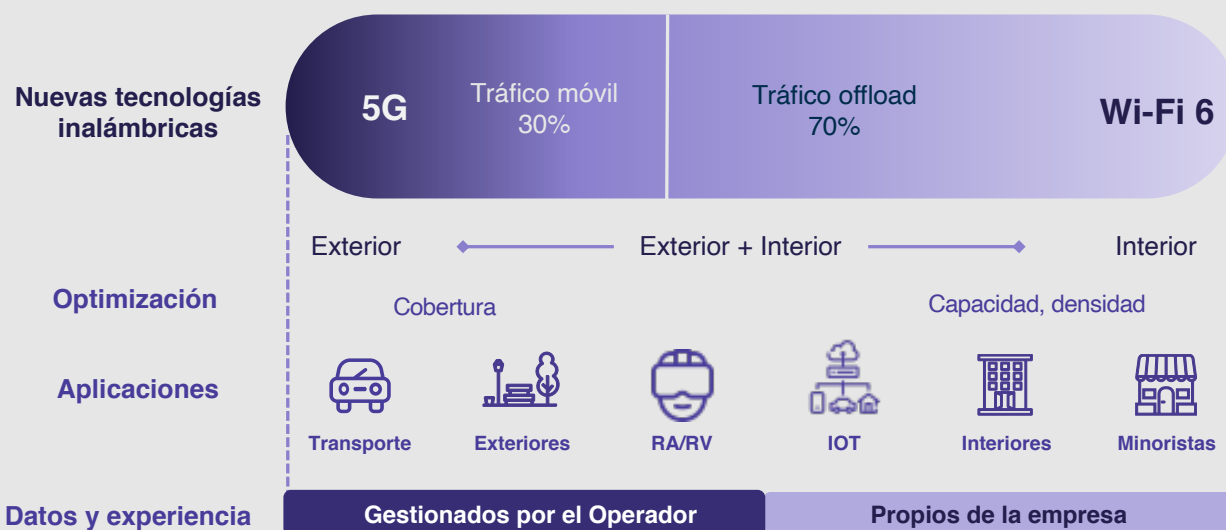 Nuevas tecnologías
inalámbricas
5G
Tráfico móvil
30%
Tráfico offload
70%
Wi-Fi 6
Exterior
Exterior + Interior
Interior
Optimización
Cobertura
Capacidad, densidad
Aplicaciones
Transporte
Exteriores
RA/RV
IOT
Interiores
Minoristas
Datos y experiencia
Gestionados por el Operador
Propios de la empresa